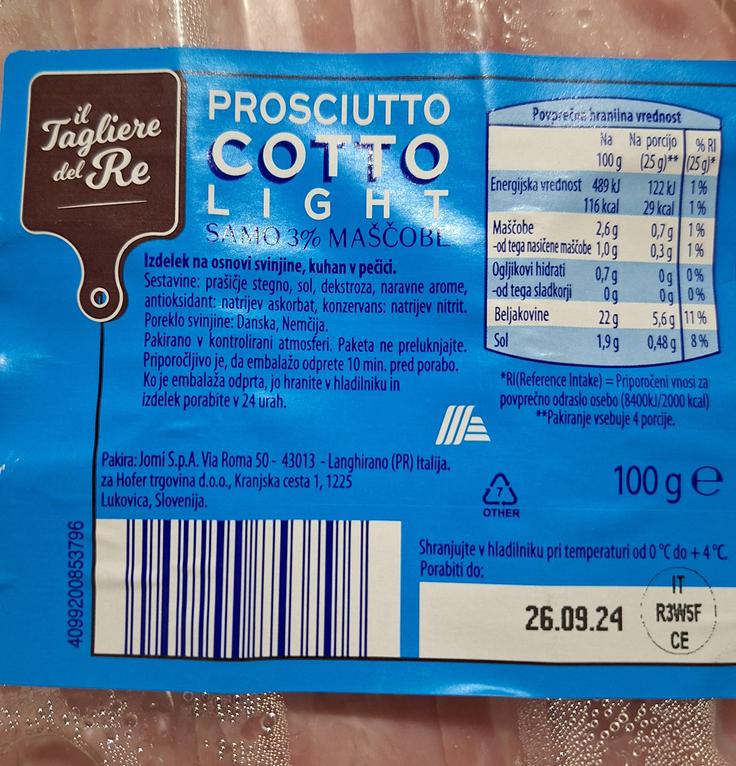 il
Tagliere
del Re
PROSCIUTTO
COTTO
LIGHT
SAMO 3% MAŠČOBE
Izdelek na osnovi svinjine, kuhan v pečici.
Sestavine: prašičje stegno, sol, dekstroza, naravne arome,
antioksidant: natrijev askorbat, konzervans: natrijev nitrit.
Poreklo svinjine: Danska, Nemčija.
Pakirano v kontrolirani atmosferi. Paketa ne preluknjajte.
Priporočljivo je, da embalažo odprete 10 min. pred porabo.
Ko je embalaža odprta, jo hranite v hladilniku in
izdelek porabite v 24 urah.
Povprečna hranilna vrednost
Na 100 g Na porcijo (25 g)** % RI (25 g)*
Energijska vrednost 489 kJ 122 kJ 1 %
116 kcal 29 kcal 1 %
Maščobe 2,6 g 0,7 g 1 %
-od tega nasičene maščobe 1,0 g 0,3 g 1 %
Ogljikovi hidrati 0,7 g 0 g 0 %
-od tega sladkorji 0 g 0 g 0 %
Beljakovine 22 g 5,6 g 11 %
Sol 1,9 g 0,48 g 8 %
*RI(Reference Intake) = Priporočeni vnosi za
povprečno odraslo osebo (8400kJ/2000 kcal)
**Pakiranje vsebuje 4 porcije.
Pakira: Jomi S.p.A. Via Roma 50 - 43013 - Langhirano (PR) Italija.
za Hofer trgovina d.o.o., Kranjska cesta 1, 1225
Lukovica, Slovenija.
7
OTHER
100 g e
4099200853796
Shranjujte v hladilniku pri temperaturi od 0 °C do + 4 °C.
Porabiti do:
26.09.24
IT
R3W5F
CE